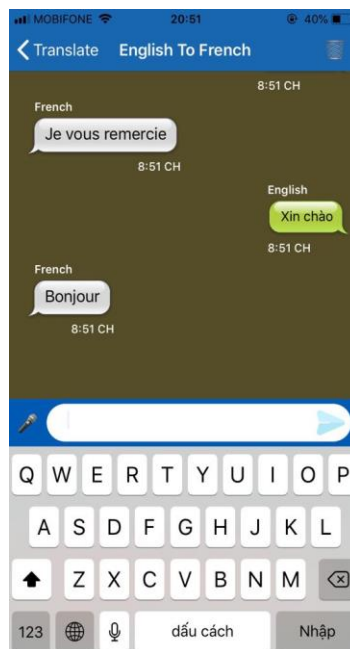 MOBIFONE 20:51 40%
Translate English To French
8:51 CH
French
Je vous remercie
8:51 CH
English
Xin chào
8:51 CH
French
Bonjour
8:51 CH
Q W E R T Y U I O P
A S D F G H J K L
Z X C V B N M
123 dấu cách Nhập